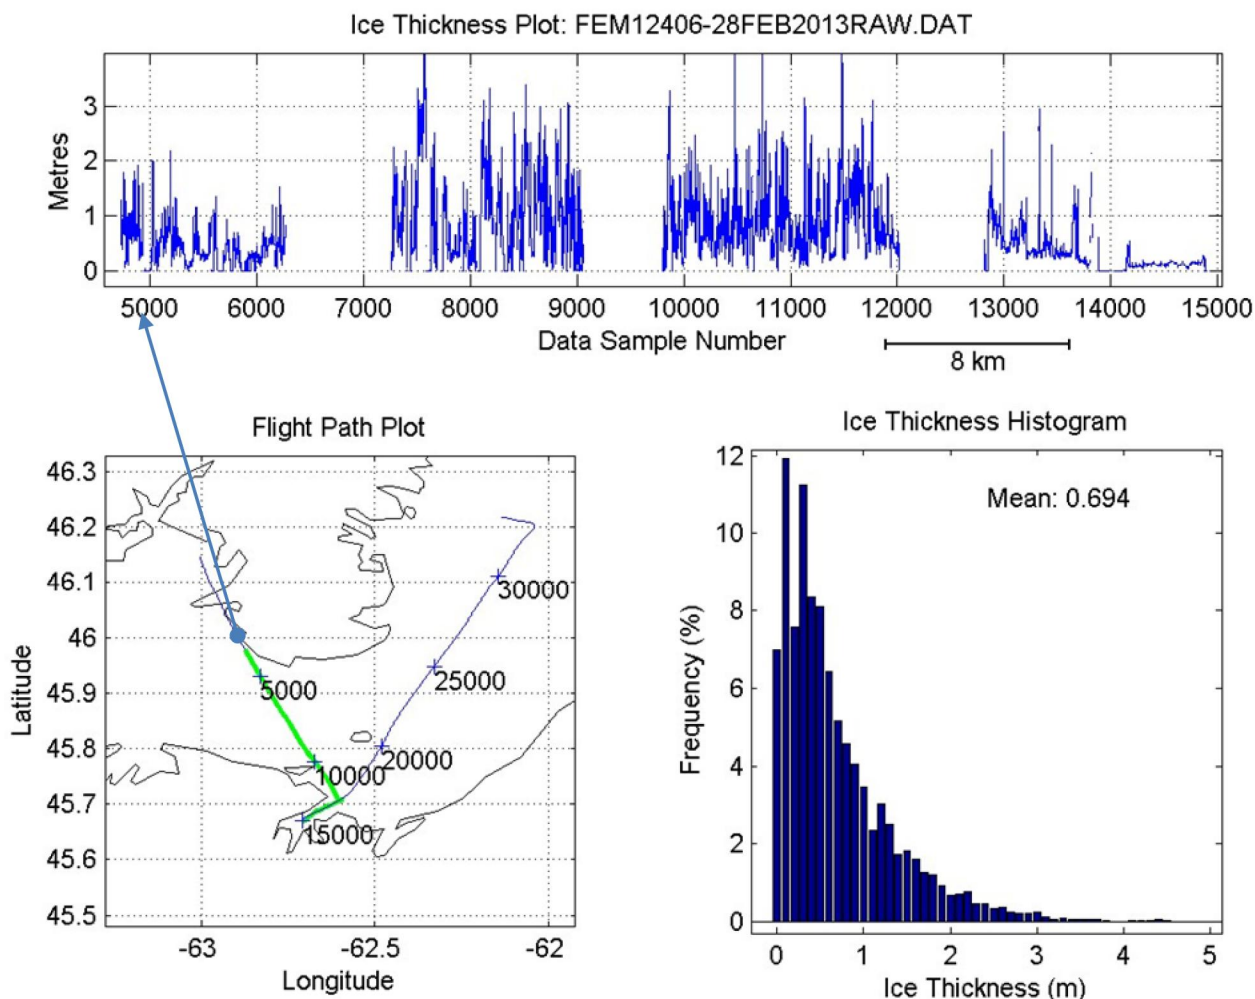 Ice Thickness Plot: FEM12406-28FEB2013RAW.DAT
Metres
3
2
1
0
5000 6000 7000 8000 9000 10000 11000 12000 13000 14000 15000
Data Sample Number
8 km
Flight Path Plot
Latitude
46.3
46.2
46.1
46
45.9
45.8
45.7
45.6
45.5
30000
25000
5000
20000
10000
15000
-63 -62.5 -62
Longitude
Ice Thickness Histogram
Mean: 0.694
Frequency (%)
12
10
8
6
4
2
0
0 1 2 3 4 5
Ice Thickness (m)